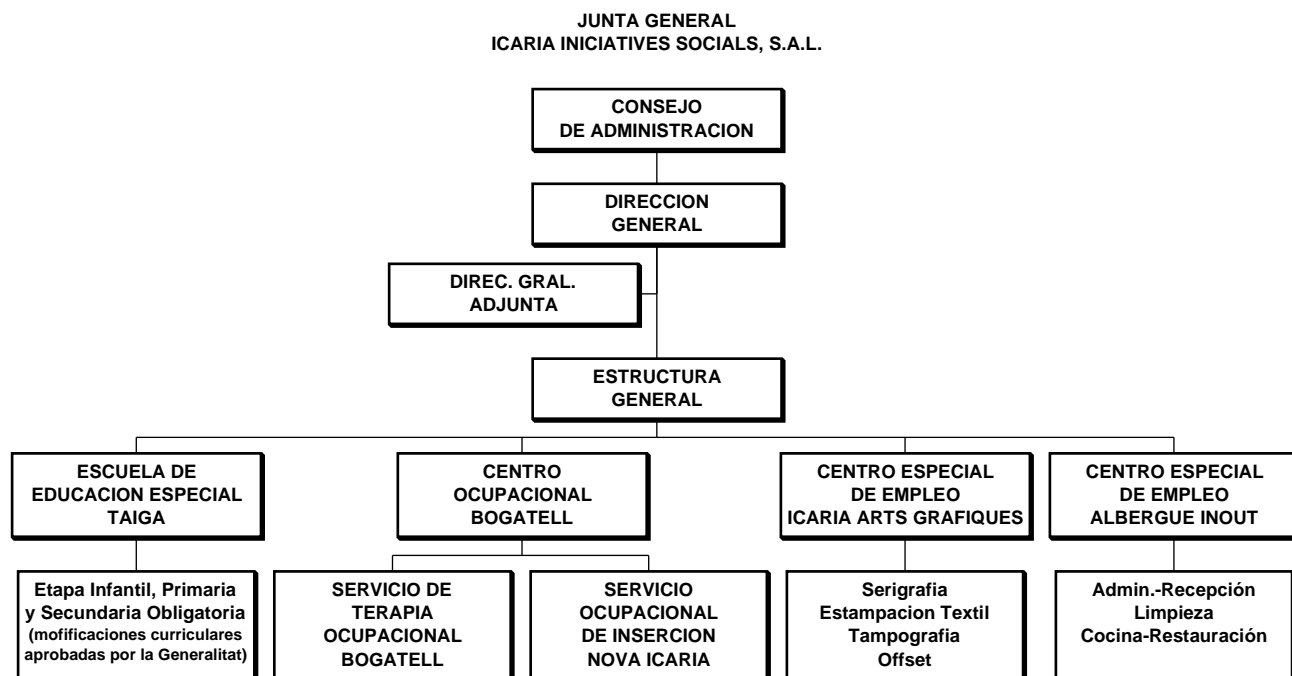 JUNTA GENERAL
ICARIA INICIATIVES SOCIALS, S.A.L.
CONSEJO
DE ADMINISTRACION
DIRECCION
GENERAL
DIREC. GRAL.
ADJUNTA
ESTRUCTURA
GENERAL
ESCUELA DE
EDUCACION ESPECIAL
TAIGA
CENTRO
OCUPACIONAL
BOGATELL
CENTRO ESPECIAL
DE EMPLEO
ICARIA ARTS GRAFIQUES
CENTRO ESPECIAL
DE EMPLEO
ALBERGUE INOUT
Etapa Infantil, Primaria
y Secundaria Obligatoria
(mofificaciones curriculares
aprobadas por la Generalitat)
SERVICIO DE
TERAPIA
OCUPACIONAL
BOGATELL
SERVICIO
OCUPACIONAL
DE INSERCION
NOVA ICARIA
Serigrafia
Estampacion Textil
Tampografia
Offset
Admin.-Recepción
Limpieza
Cocina-Restauración